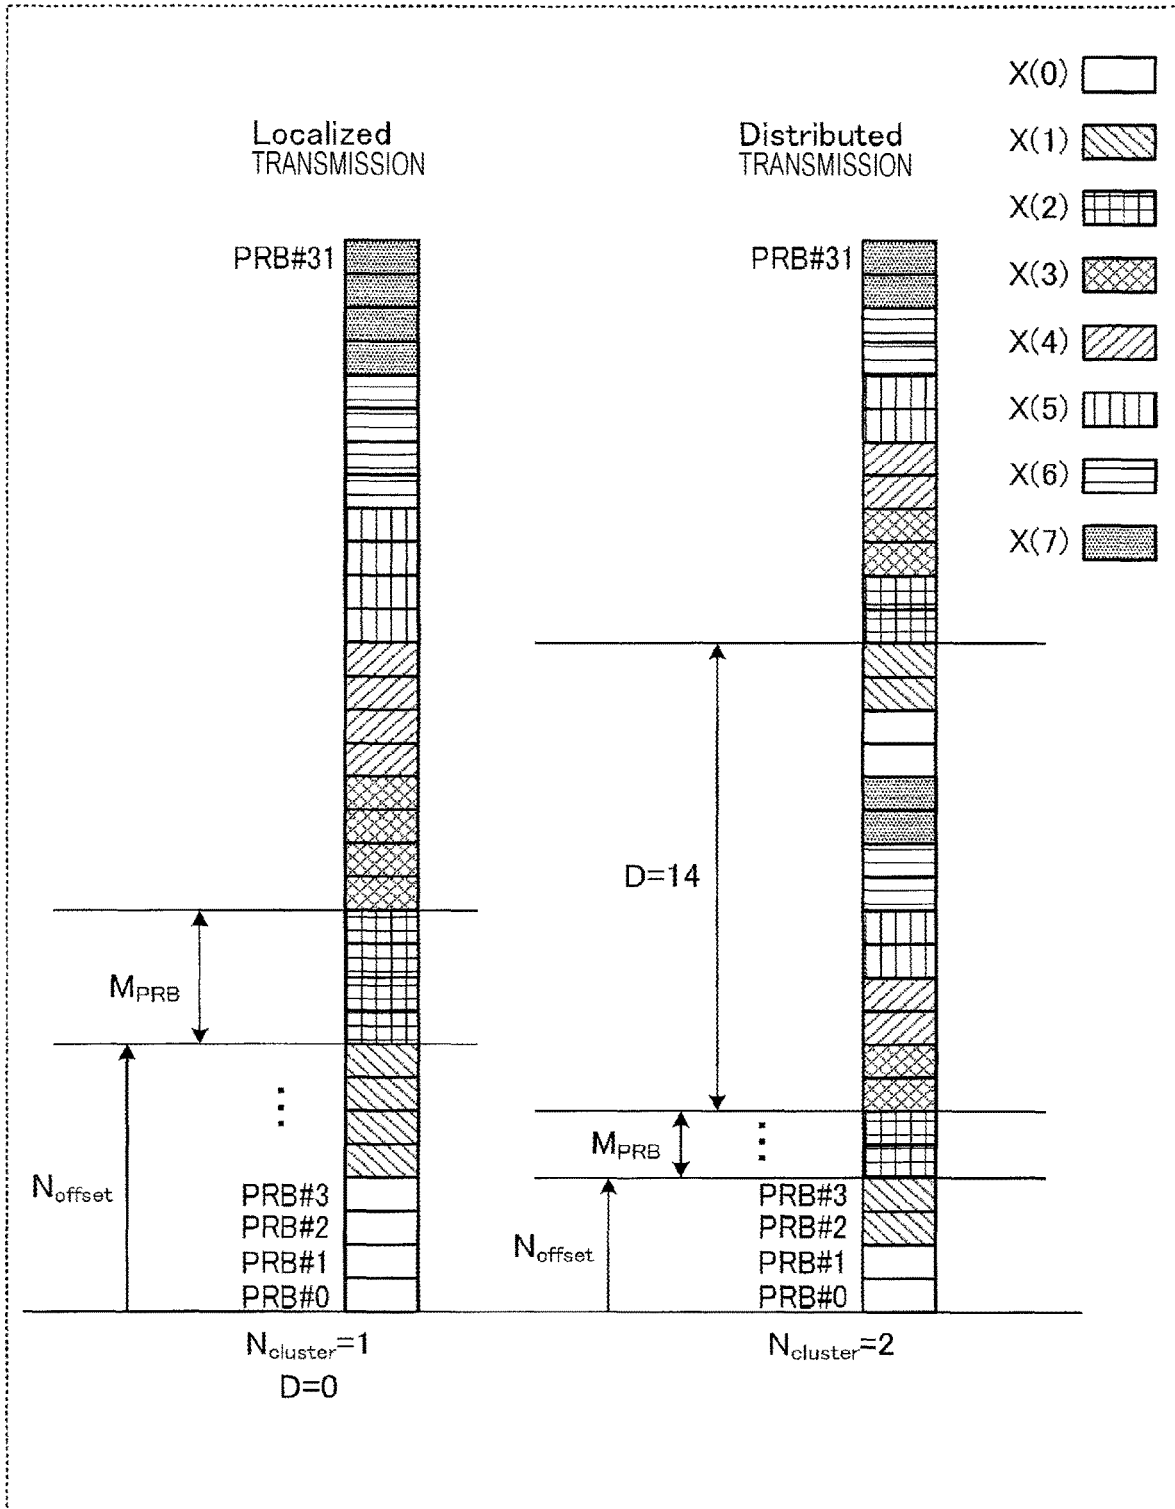 X(0)
X(1)
X(2)
X(3)
X(4)
X(5)
X(6)
X(7)
Localized
TRANSMISSION
PRB#31
MPRB
Noffset
⋮
PRB#3
PRB#2
PRB#1
PRB#0
Ncluster=1
D=0
Distributed
TRANSMISSION
PRB#31
D=14
MPRB
⋮
Noffset
PRB#3
PRB#2
PRB#1
PRB#0
Ncluster=2